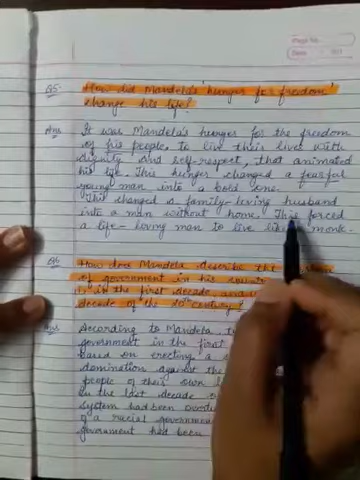 Page No.
Date
Q5- How did Mandela's 'hunger for freedom'
change his life?
Ans It was Mandela's hunger for the freedom
of his people, to live their lives with
dignity and self-respect, that animated
his life. This hunger changed a fearful
young man into a bold one.
This changed a family-loving husband
into a man without home. This forced
a life-loving man to live like monk.
Q6 How does Mandela describe the
of government in his
in the first decade and
decade of the 20th century?
Ans According to Mandela,
government in the first
based on erecting a
domination against the
people of their own
In the last decade
system had been
of a racial government
government had been